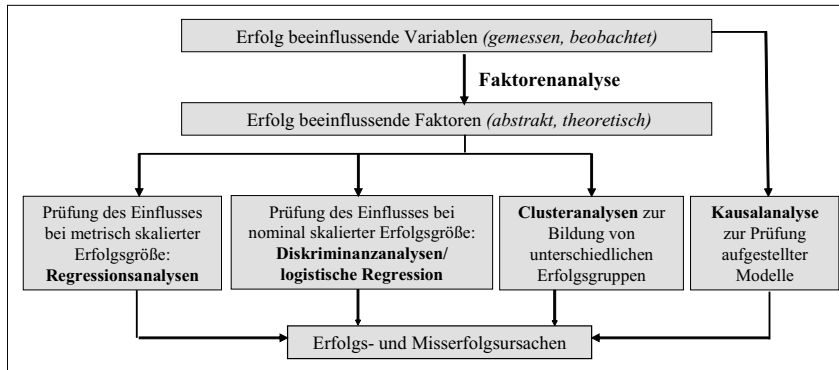 Erfolg beeinflussende Variablen (gemessen, beobachtet)
Faktorenanalyse
Erfolg beeinflussende Faktoren (abstrakt, theoretisch)
Prüfung des Einflusses
bei metrisch skalierter
Erfolgsgröße:
Regressionsanalysen
Prüfung des Einflusses bei
nominal skalierter Erfolgsgröße:
Diskriminanzanalysen/
logistische Regression
Clusteranalysen zur
Bildung von
unterschiedlichen
Erfolgsgruppen
Kausalanalyse
zur Prüfung
aufgestellter
Modelle
Erfolgs- und Misserfolgsursachen